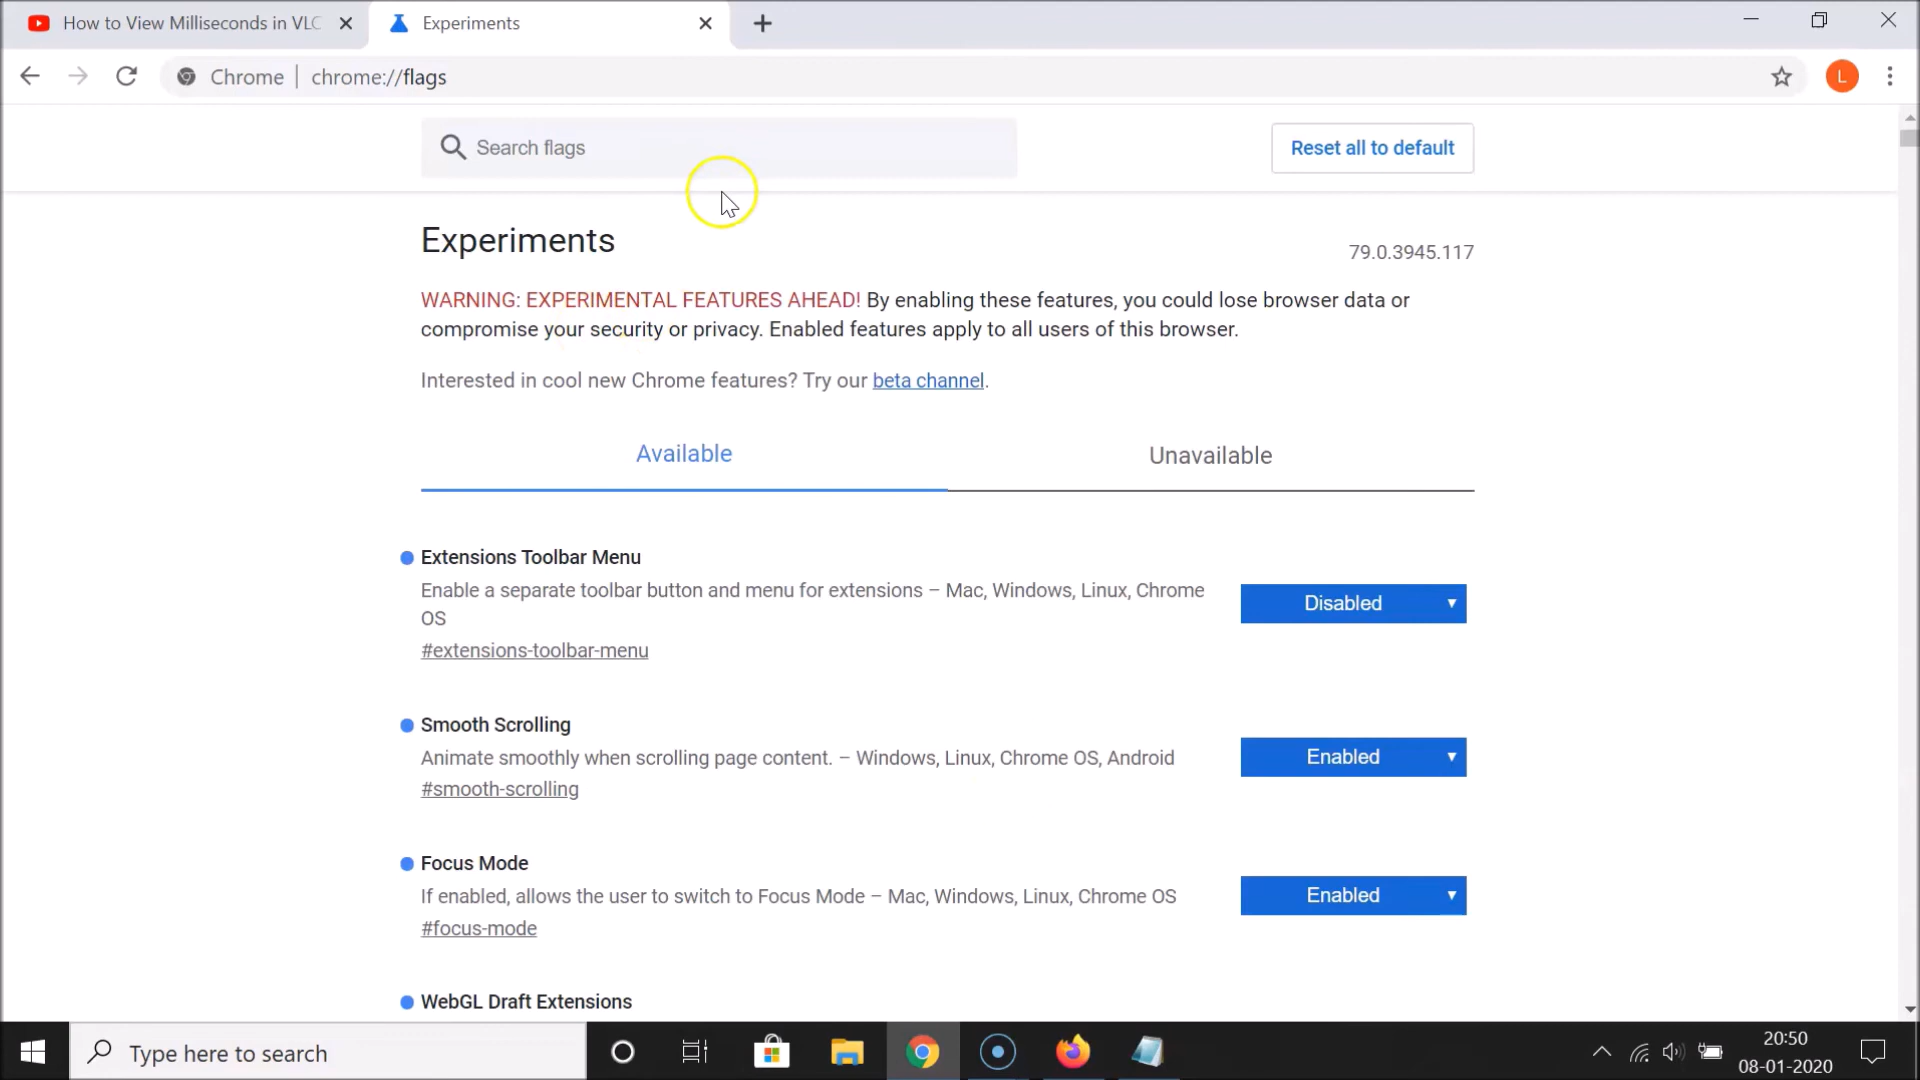 How to View Milliseconds in VLC
Experiments
Chrome | chrome://flags
L
Search flags
Reset all to default
Experiments
79.0.3945.117
WARNING: EXPERIMENTAL FEATURES AHEAD! By enabling these features, you could lose browser data or
compromise your security or privacy. Enabled features apply to all users of this browser.
Interested in cool new Chrome features? Try our beta channel.
Available
Unavailable
Extensions Toolbar Menu
Enable a separate toolbar button and menu for extensions – Mac, Windows, Linux, Chrome
OS
#extensions-toolbar-menu
Disabled
Smooth Scrolling
Animate smoothly when scrolling page content. – Windows, Linux, Chrome OS, Android
#smooth-scrolling
Enabled
Focus Mode
If enabled, allows the user to switch to Focus Mode – Mac, Windows, Linux, Chrome OS
#focus-mode
Enabled
WebGL Draft Extensions
Type here to search
20:50
08-01-2020